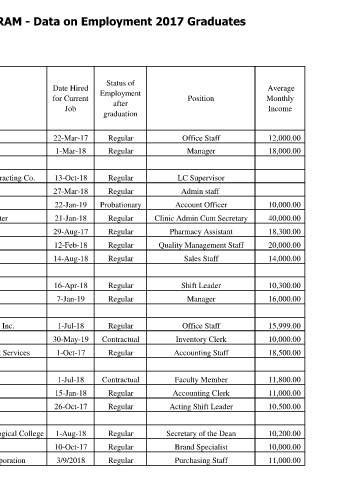 RAM - Data on Employment 2017 Graduates
Date Hired for Current Job Status of Employment after graduation Position Average Monthly Income
22-Mar-17 Regular Office Staff 12,000.00
1-Mar-18 Regular Manager 18,000.00
racting Co. 13-Oct-18 Regular LC Supervisor
27-Mar-18 Regular Admin staff
22-Jan-19 Probationary Account Officer 10,000.00
ter 21-Jan-18 Regular Clinic Admin Cum Secretary 40,000.00
29-Aug-17 Regular Pharmacy Assistant 18,300.00
12-Feb-18 Regular Quality Management Staff 20,000.00
14-Aug-18 Regular Sales Staff 14,000.00
16-Apr-18 Regular Shift Leader 10,300.00
7-Jan-19 Regular Manager 16,000.00
Inc. 1-Jul-18 Regular Office Staff 15,999.00
30-May-19 Contractual Inventory Clerk 10,000.00
Services 1-Oct-17 Regular Accounting Staff 18,500.00
1-Jul-18 Contractual Faculty Member 11,800.00
15-Jan-18 Regular Accounting Clerk 11,000.00
26-Oct-17 Regular Acting Shift Leader 10,500.00
ogical College 1-Aug-18 Regular Secretary of the Dean 10,200.00
10-Oct-17 Regular Brand Specialist 10,000.00
poration 3/9/2018 Regular Purchasing Staff 11,000.00